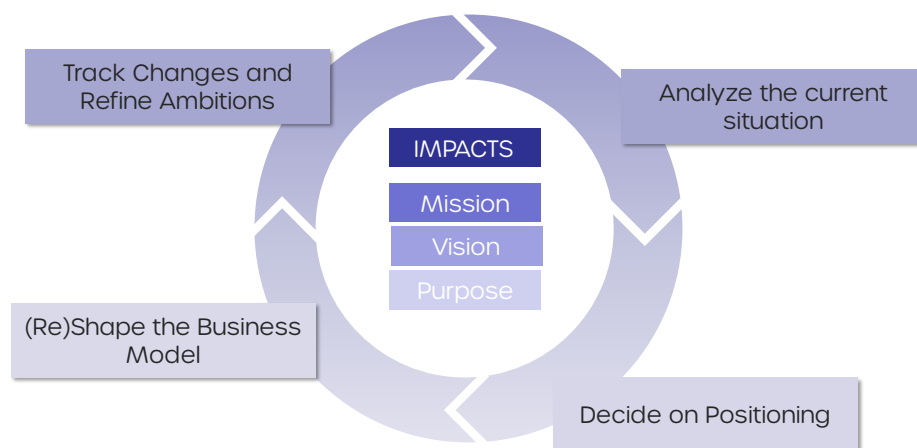 Track Changes and
Refine Ambitions
Analyze the current
situation
IMPACTS
Mission
Vision
Purpose
(Re)Shape the Business
Model
Decide on Positioning